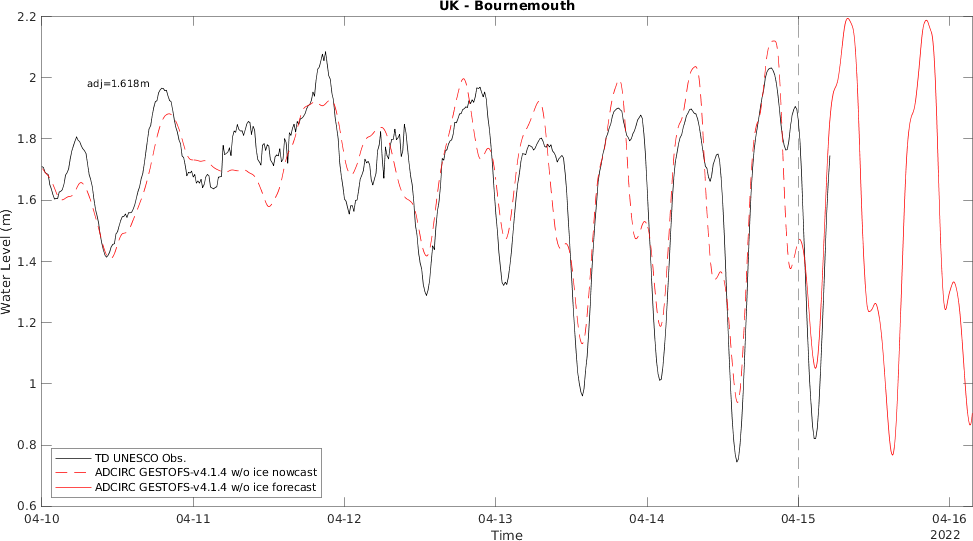 UK - Bournemouth
2.2
2
1.8
1.6
1.4
1.2
1
0.8
0.6
Water Level (m)
adj=1.618m
TD UNESCO Obs.
ADCIRC GESTOFS-v4.1.4 w/o ice nowcast
ADCIRC GESTOFS-v4.1.4 w/o ice forecast
04-10
04-11
04-12
04-13
04-14
04-15
04-16
Time
2022